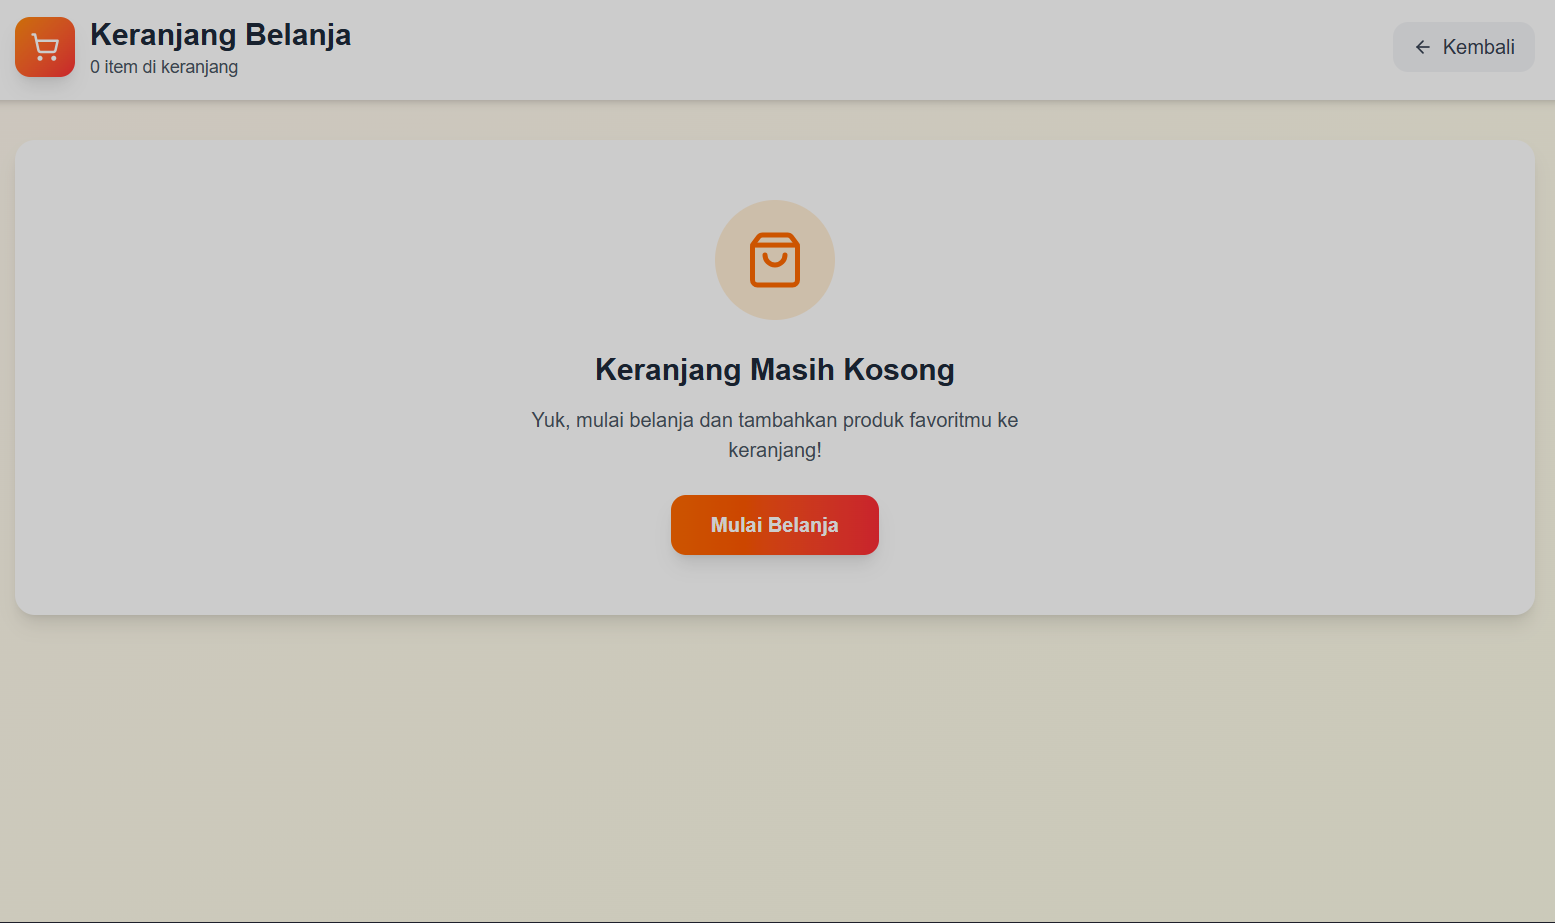 Keranjang Belanja
0 item di keranjang
Kembali
Keranjang Masih Kosong
Yuk, mulai belanja dan tambahkan produk favoritmu ke
keranjang!
Mulai Belanja